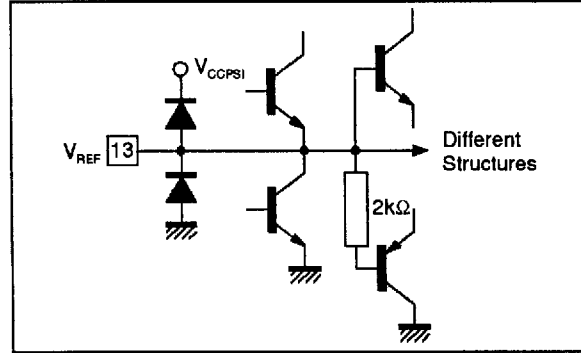 V_CCPSI
V_REF 13
Different
Structures
2kΩ